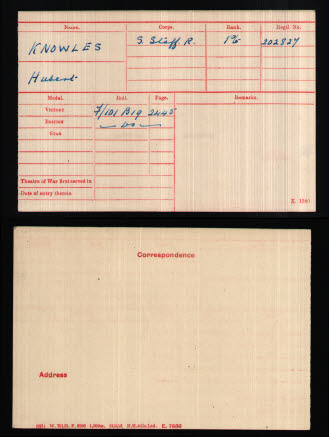 Name. Corps. Rank. Regtl. No.
KNOWLES S. Staff. R. Pte 202827
Hubert
Medal. Roll. Page. Remarks.
VICTORY F/101 B19 2445
BRITISH — do —
STAR
Theatre of War first served in
Date of entry therein
Correspondence
Address